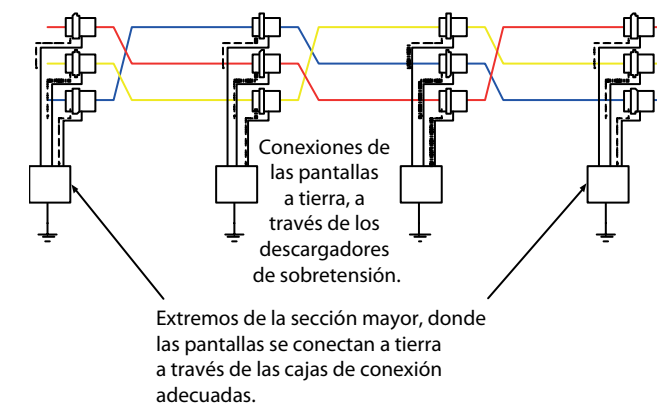 Conexiones de
las pantallas
a tierra, a
través de los
descargadores
de sobretensión.
Extremos de la sección mayor, donde
las pantallas se conectan a tierra
a través de las cajas de conexión
adecuadas.